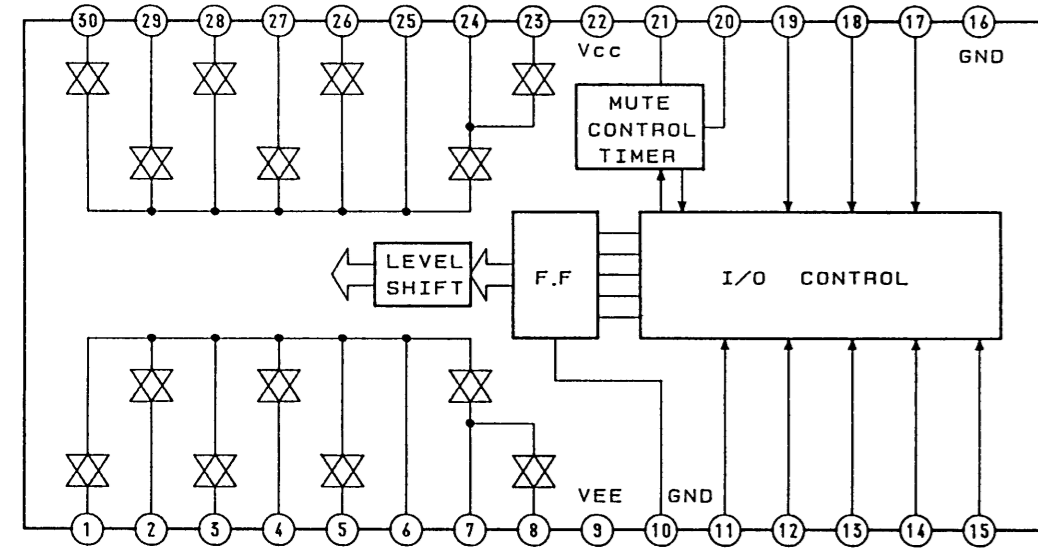 30 29 28 27 26 25 24 23 22 21 20 19 18 17 16
Vcc
GND
MUTE
CONTROL
TIMER
LEVEL
SHIFT
F.F
I/O CONTROL
VEE
GND
1 2 3 4 5 6 7 8 9 10 11 12 13 14 15